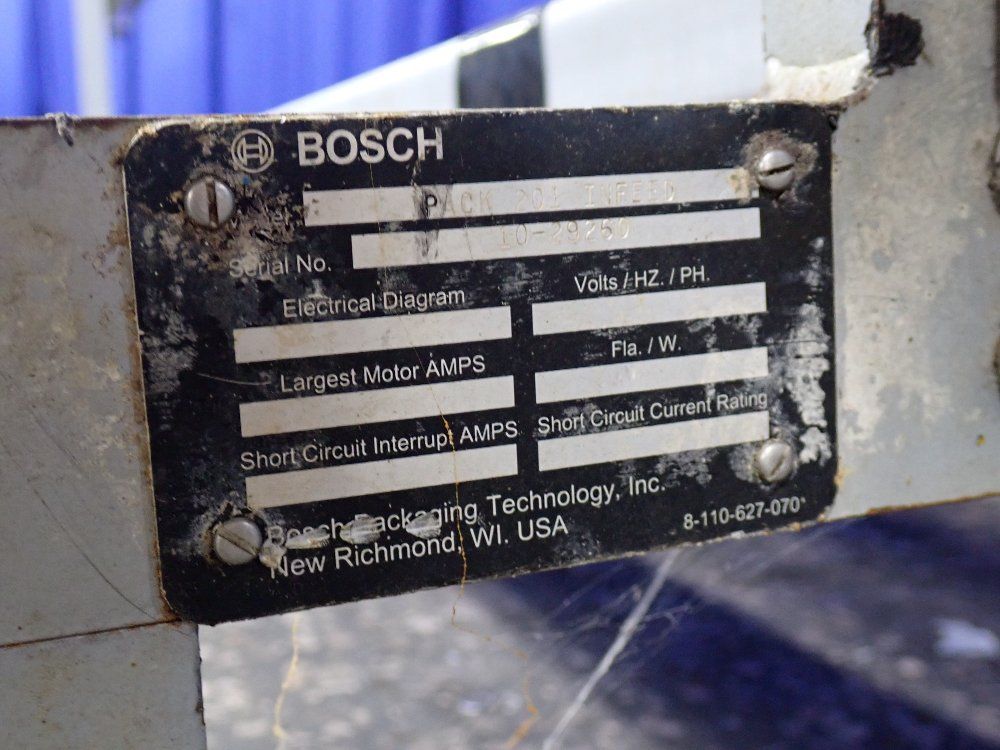 BOSCH
PACK 201 INFEED
Serial No. 10-29250
Electrical Diagram
Volts / HZ. / PH.
Largest Motor AMPS
Fla. / W.
Short Circuit Interrupt AMPS
Short Circuit Current Rating
Bosch Packaging Technology, Inc.
New Richmond, WI. USA
8-110-627-070